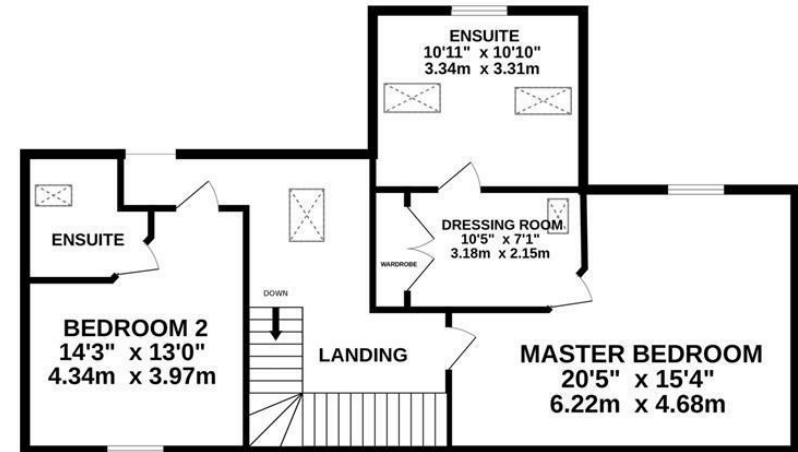 ENSUITE
10'11" x 10'10"
3.34m x 3.31m
DRESSING ROOM
10'5" x 7'1"
3.18m x 2.15m
WARDROBE
ENSUITE
DOWN
BEDROOM 2
14'3" x 13'0"
4.34m x 3.97m
LANDING
MASTER BEDROOM
20'5" x 15'4"
6.22m x 4.68m